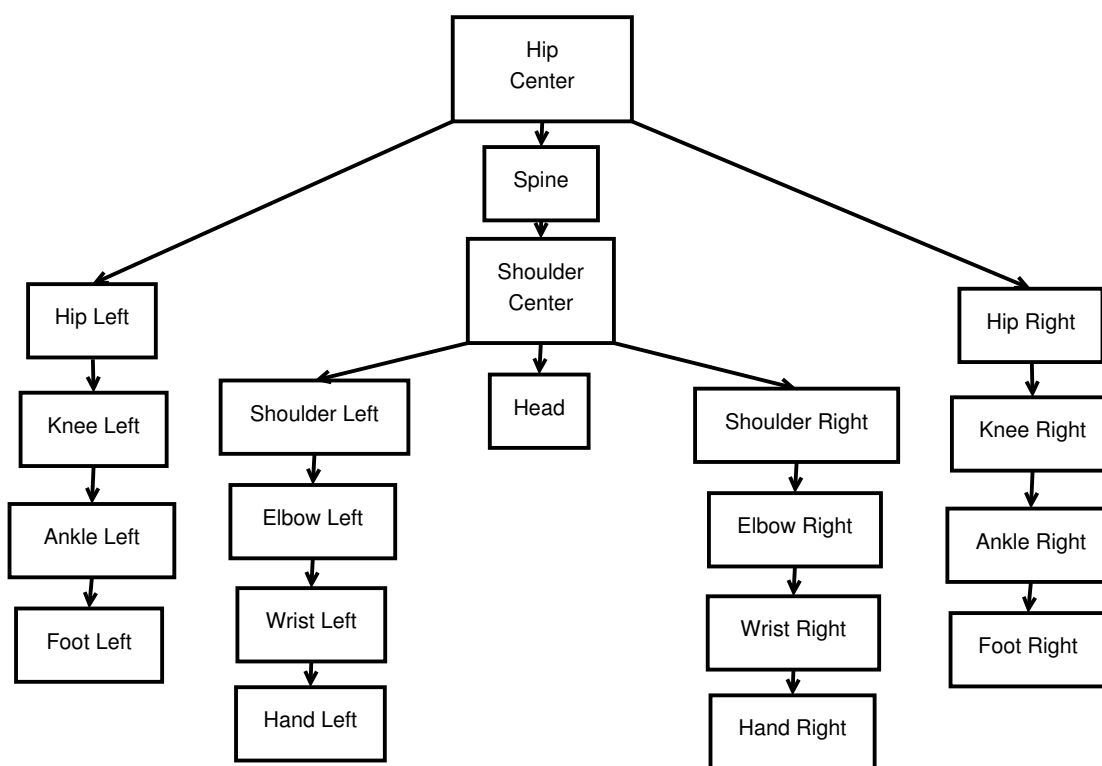 Hip
Center
Spine
Shoulder
Center
Hip Left
Hip Right
Knee Left
Shoulder Left
Head
Shoulder Right
Knee Right
Ankle Left
Elbow Left
Elbow Right
Ankle Right
Foot Left
Wrist Left
Wrist Right
Foot Right
Hand Left
Hand Right